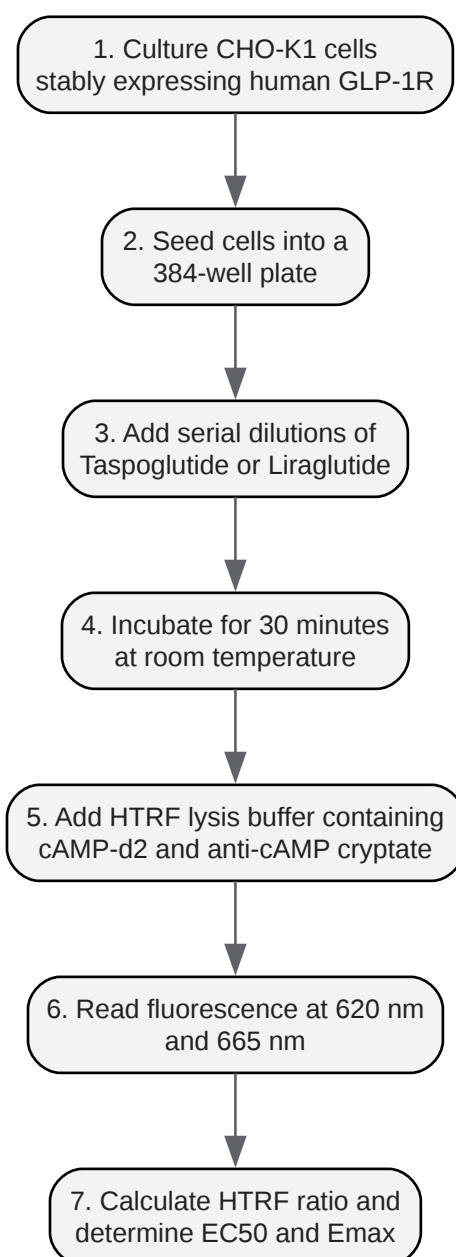 1. Culture CHO-K1 cells
stably expressing human GLP-1R
2. Seed cells into a
384-well plate
3. Add serial dilutions of
Taspoglutide or Liraglutide
4. Incubate for 30 minutes
at room temperature
5. Add HTRF lysis buffer containing
cAMP-d2 and anti-cAMP cryptate
6. Read fluorescence at 620 nm
and 665 nm
7. Calculate HTRF ratio and
determine EC50 and Emax